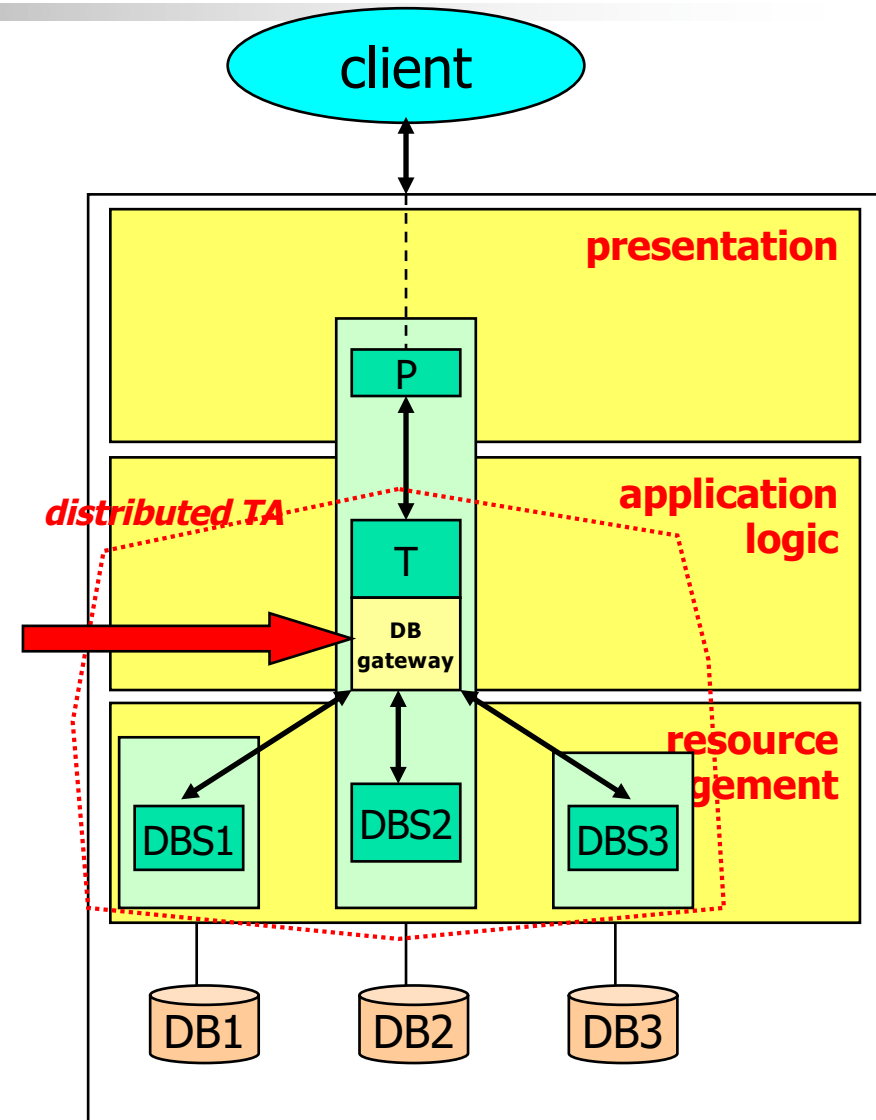 client
presentation
P
application
logic
distributed TA
T
DB
gateway
resource
gement
DBS1
DBS2
DBS3
DB1
DB2
DB3